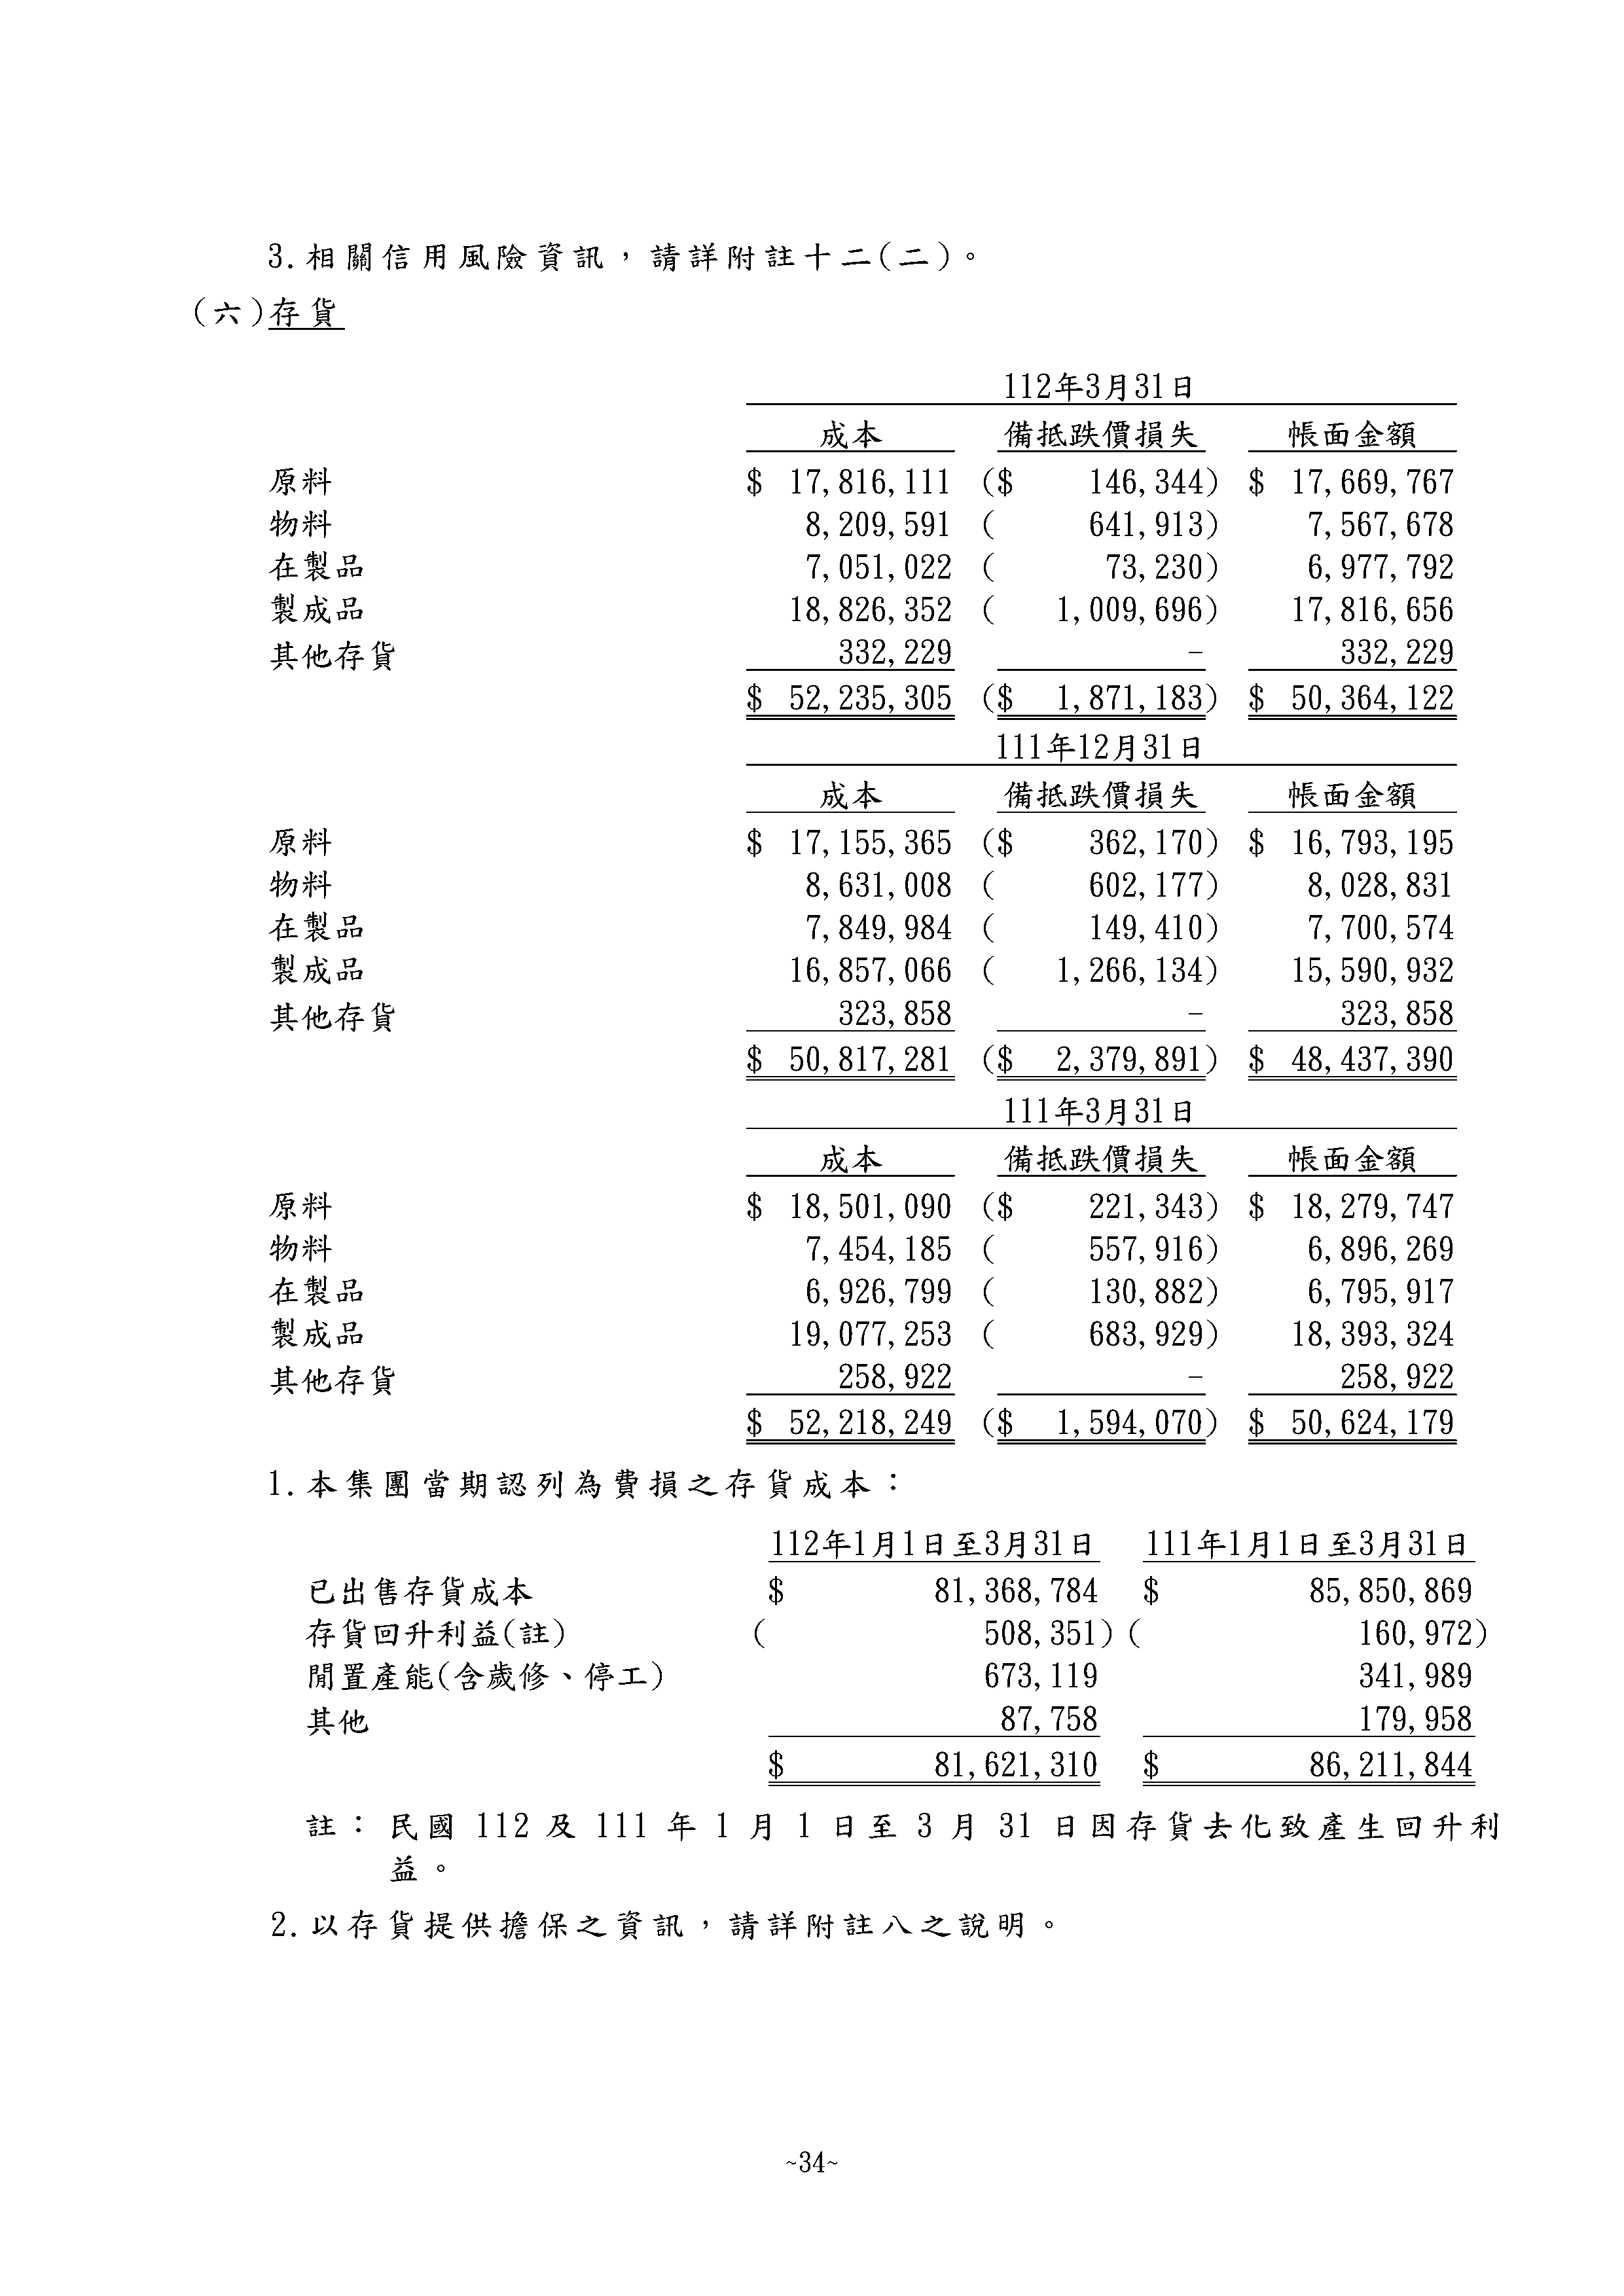 3.相關信用風險資訊，請詳附註十二(二)。
(六)存貨
112年3月31日
成本 備抵跌價損失 帳面金額
原料 $ 17,816,111 ($ 146,344) $ 17,669,767
物料 8,209,591 ( 641,913) 7,567,678
在製品 7,051,022 ( 73,230) 6,977,792
製成品 18,826,352 ( 1,009,696) 17,816,656
其他存貨 332,229 - 332,229
$ 52,235,305 ($ 1,871,183) $ 50,364,122
111年12月31日
成本 備抵跌價損失 帳面金額
原料 $ 17,155,365 ($ 362,170) $ 16,793,195
物料 8,631,008 ( 602,177) 8,028,831
在製品 7,849,984 ( 149,410) 7,700,574
製成品 16,857,066 ( 1,266,134) 15,590,932
其他存貨 323,858 - 323,858
$ 50,817,281 ($ 2,379,891) $ 48,437,390
111年3月31日
成本 備抵跌價損失 帳面金額
原料 $ 18,501,090 ($ 221,343) $ 18,279,747
物料 7,454,185 ( 557,916) 6,896,269
在製品 6,926,799 ( 130,882) 6,795,917
製成品 19,077,253 ( 683,929) 18,393,324
其他存貨 258,922 - 258,922
$ 52,218,249 ($ 1,594,070) $ 50,624,179
1.本集團當期認列為費損之存貨成本：
112年1月1日至3月31日 111年1月1日至3月31日
已出售存貨成本 $ 81,368,784 $ 85,850,869
存貨回升利益(註) ( 508,351) ( 160,972)
閒置產能(含歲修、停工) 673,119 341,989
其他 87,758 179,958
$ 81,621,310 $ 86,211,844
註：民國 112 及 111 年 1 月 1 日至 3 月 31 日因存貨去化致產生回升利
益。
2.以存貨提供擔保之資訊，請詳附註八之說明。
~34~